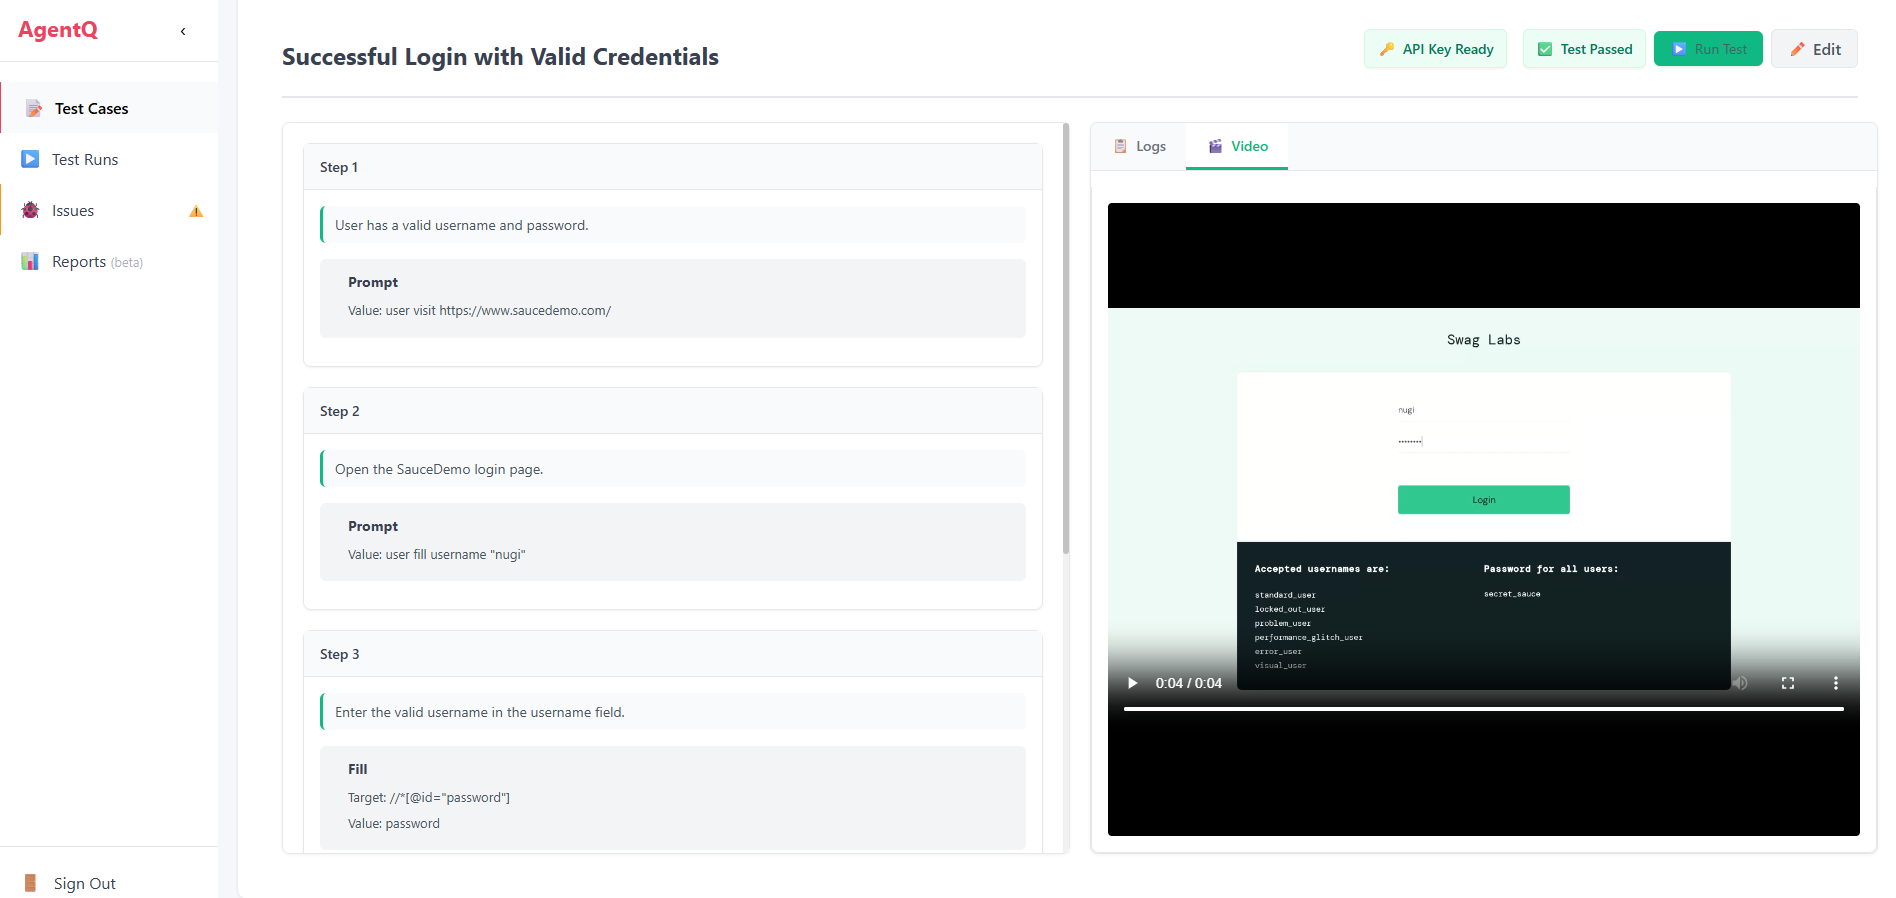 AgentQ
Test Cases
Test Runs
Issues
Reports (beta)
Sign Out
Successful Login with Valid Credentials
API Key Ready
Test Passed
Run Test
Edit
Step 1
User has a valid username and password.
Prompt
Value: user visit https://www.saucedemo.com/
Step 2
Open the SauceDemo login page.
Prompt
Value: user fill username "nugi"
Step 3
Enter the valid username in the username field.
Fill
Target: //*[@id="password"]
Value: password
Logs
Video
Swag Labs
nugi
••••••••
Login
Accepted usernames are:
standard_user
locked_out_user
problem_user
performance_glitch_user
error_user
visual_user
Password for all users:
secret_sauce
0:04 / 0:04